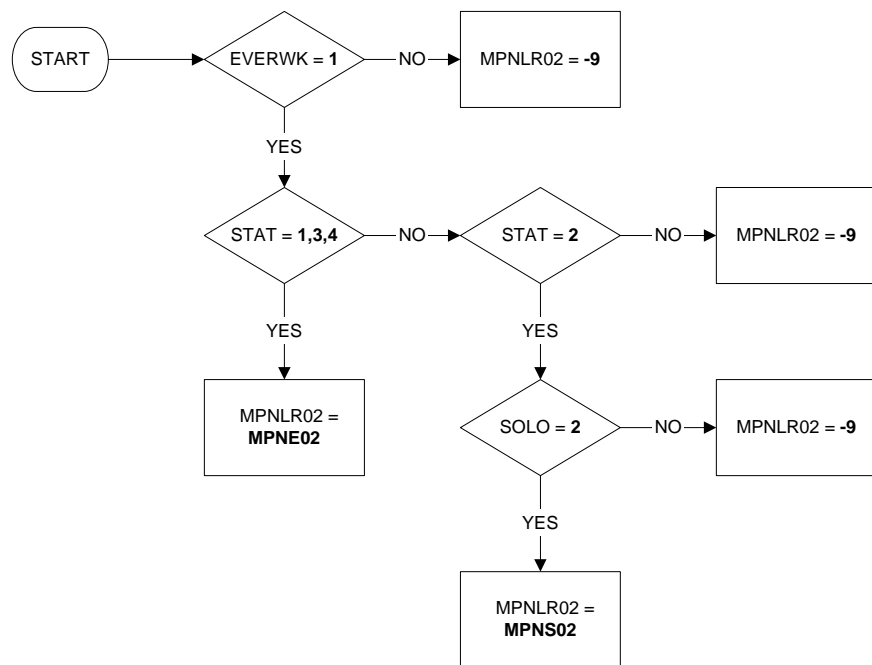 START
EVERWK = 1
NO
MPNLR02 = -9
YES
STAT = 1,3,4
NO
STAT = 2
NO
MPNLR02 = -9
YES
YES
MPNLR02 =
MPNE02
SOLO = 2
NO
MPNLR02 = -9
YES
MPNLR02 =
MPNS02